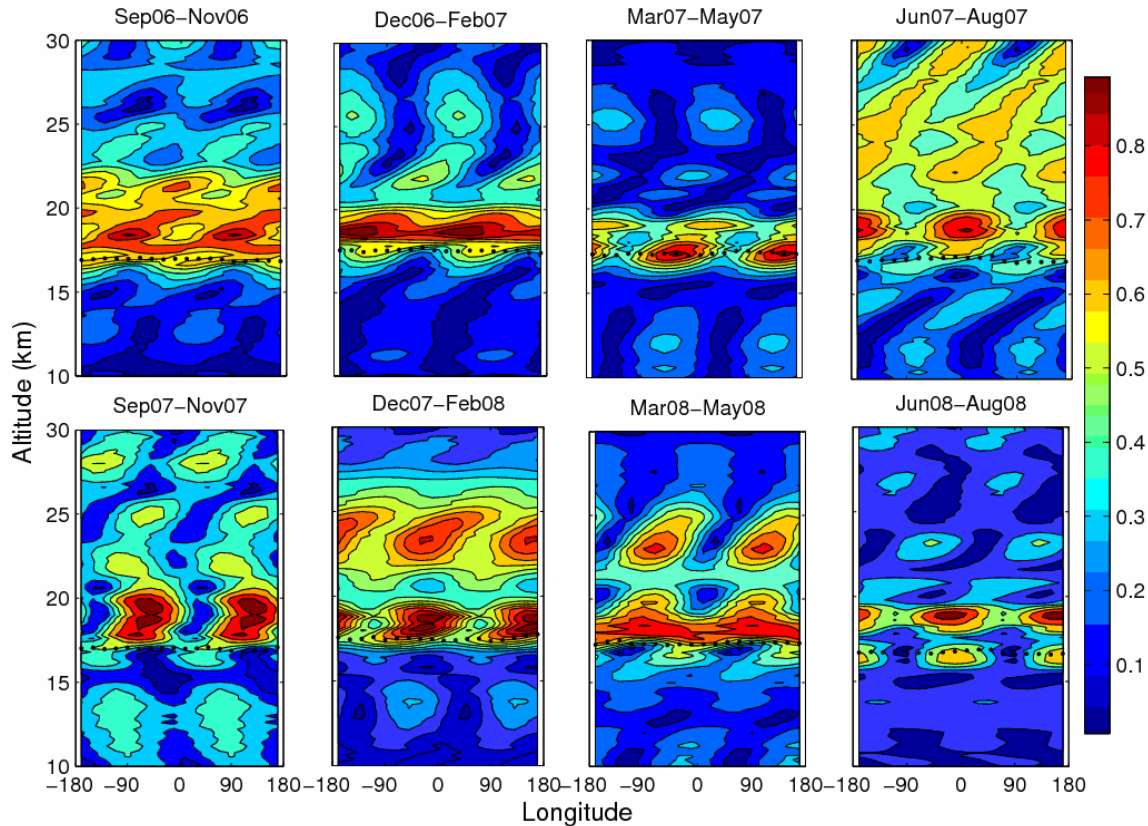 Sep06−Nov06
Dec06−Feb07
Mar07−May07
Jun07−Aug07
30
25
20
15
10
0.8
0.7
0.6
0.5
0.4
0.3
0.2
0.1
Altitude (km)
Sep07−Nov07
Dec07−Feb08
Mar08−May08
Jun08−Aug08
30
25
20
15
10
−180 −90 0 90 180
−90 0 90 180
−90 0 90 180
−90 0 90 180
Longitude